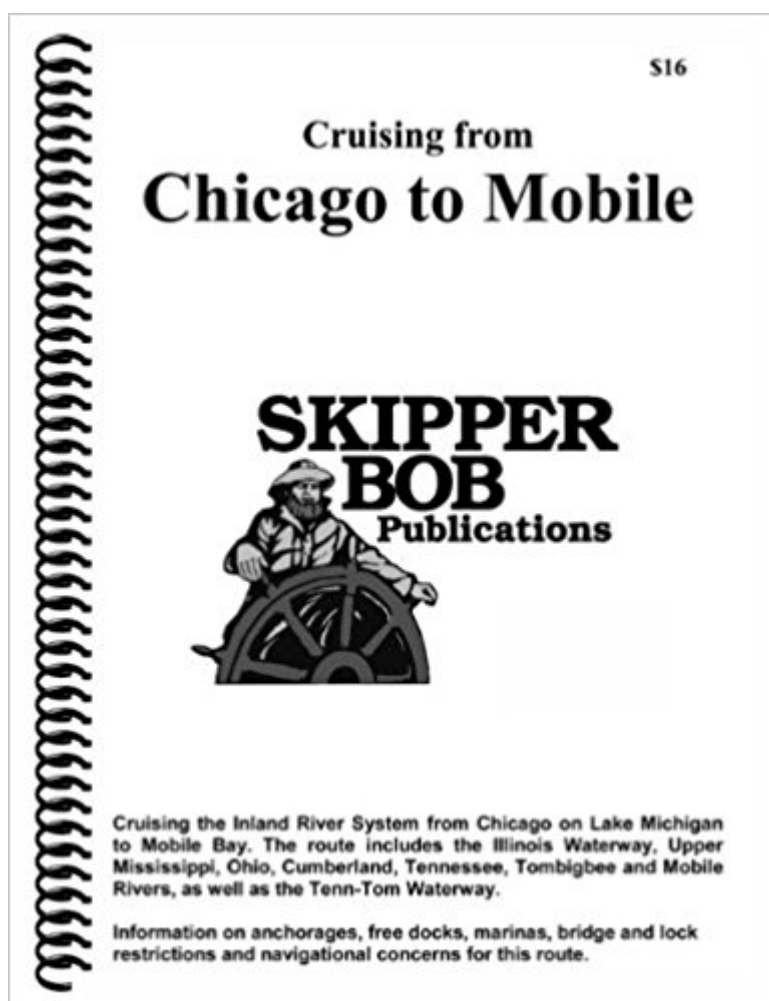 $16
Cruising from
Chicago to Mobile
SKIPPER
BOB
Publications
Cruising the Inland River System from Chicago on Lake Michigan
to Mobile Bay. The route includes the Illinois Waterway, Upper
Mississippi, Ohio, Cumberland, Tennessee, Tombigbee and Mobile
Rivers, as well as the Tenn-Tom Waterway.
Information on anchorages, free docks, marinas, bridge and lock
restrictions and navigational concerns for this route.